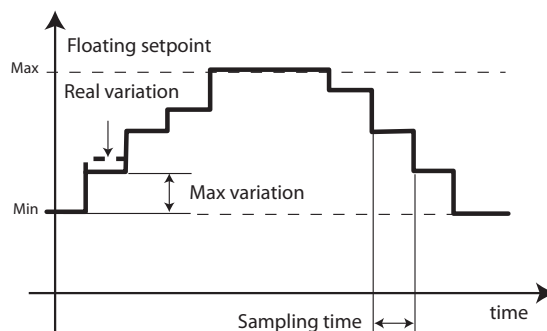 Floating setpoint
Max
Real variation
Max variation
Min
time
Sampling time